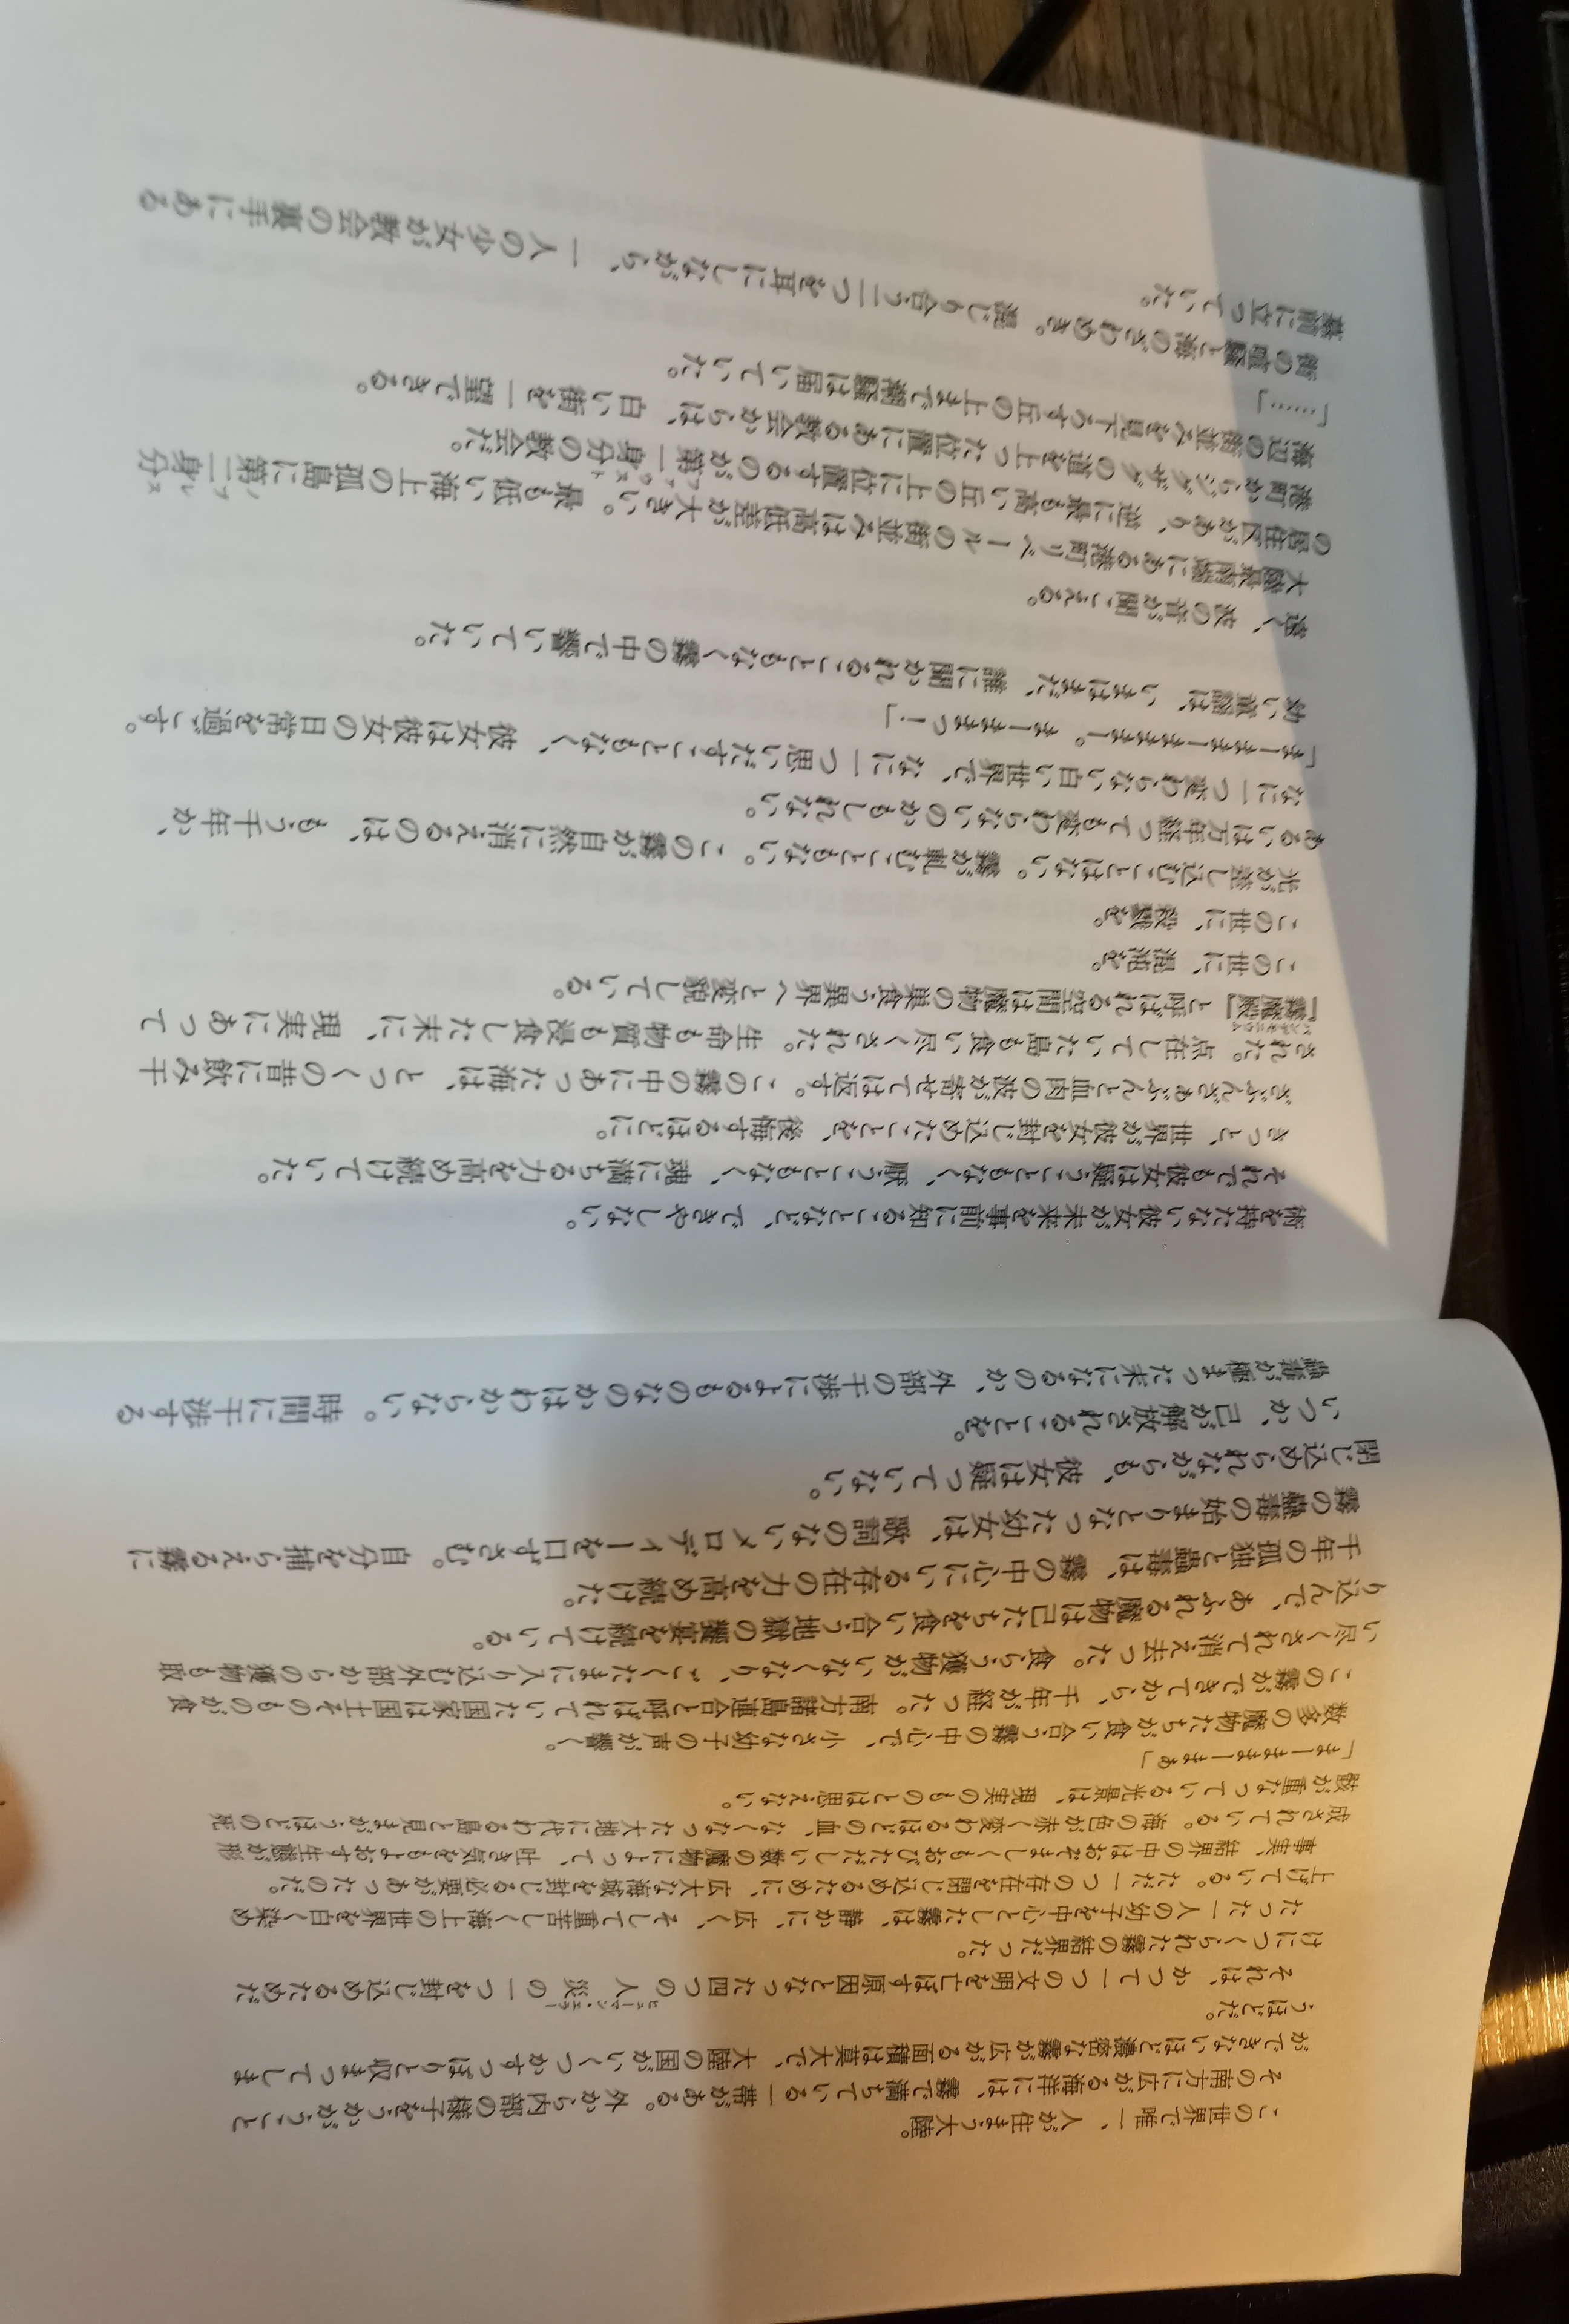 この世界で唯一、人が住まう大陸。
その南方に広がる海洋には、霧で満ちている一帯がある。外から内部の様子をうかがうこと
ができないほど濃密な霧が広がる面積は莫大で、大陸の国がいくつかすっぽりと収まってしま
うほどだ。
それは、かつて一つの文明を亡ぼす原因となった四つの人災の一つを封じ込めるためだ
ヒューマン・エラー
けにつくられた霧の結界だった。
たった一人の幼子を中心とした霧は、静かに、広く、そして重苦しく海上の世界を白く染め
上げている。ただ一つの存在を閉じ込めるために、広大な海域を封じる必要があったのだ。
事実、結界の中はおぞましくもおびただしい数の魔物によって、吐き気をもよおす生態が形
成されている。海の色が赤く変わるほどの血、なくなった大地に代わる島と見まがうほどの死
骸が重なっている光景は、現実のものとは思えない。
「まーままーまぁ」
数多の魔物たちが食い合う霧の中心で、小さな幼子の声が響く。
この霧ができてから、千年が経った。南方諸島連合と呼ばれていた国家は国土そのものが食
い尽くされて消え去った。食らう獲物がいなくなり、ごくたまに入り込む外部からの獲物も取
り込んで、あふれる魔物は己たちを食い合う地獄の饗宴を続けている。
千年の孤独と蟲毒は、霧の中心にいる存在の力を高め続けた。
霧の蟲毒の始まりとなった幼女は、歌詞のないメロディーを口ずさむ。自分を捕らえる霧に
閉じ込められながらも、彼女は疑っていない。
いつか、己が解放されることを。
蟲毒が極まった末になるのか、外部の干渉によるものなのかはわからない。時間に干渉する
術を持たない彼女が未来を事前に知ることなど、できやしない。
それでも彼女は疑うこともなく、厭うこともなく、魂に満ちる力を高め続けていた。
きっと、世界が彼女を封じ込めたことを、後悔するほどに。
ざぶんざぁぶんと血肉の波が寄せては返す。この霧の中にあった海は、とっくの昔に飲み干
された。点在していた島も食い尽くされた。生命も物質も浸食した末に、現実にあって
『霧魔殿』と呼ばれる空間は魔物の巣食う異界へと変貌している。
パンデモニウム
この世に、混沌を。
この世に、殺戮を。
光が差し込むことはない。霧が軋むこともない。この霧が自然に消えるのは、もう千年か、
あるいは万年経っても変わらないのかもしれない。
なに一つ変わらない白い世界で、なに一つ思いだすこともなく、彼女は彼女の日常を過ごす。
「まーままーままま​ー。まーままっ！」
幼い童謡は、いまはまだ、誰に聞かれることもなく霧の中で響いていた。
遠く、波の音が聞こえる。
大陸最南端にある港町リベールの街並みは高低差が大きい。最も低い海上の孤島に第二身分
ノブレス
の居住区があり、逆に最も高い丘の上に位置するのが第一身分の教会だ。
ファウスト
港町からジグザグの道を上った位置にある教会からは、白い街を一望できる。
海辺の街並みを見下ろす丘の上まで潮騒は届いていた。
「……」
街の喧騒と海のざわめき。混じり合う二つを耳にしながら、一人の少女が教会の裏手にある
墓前に立っていた。